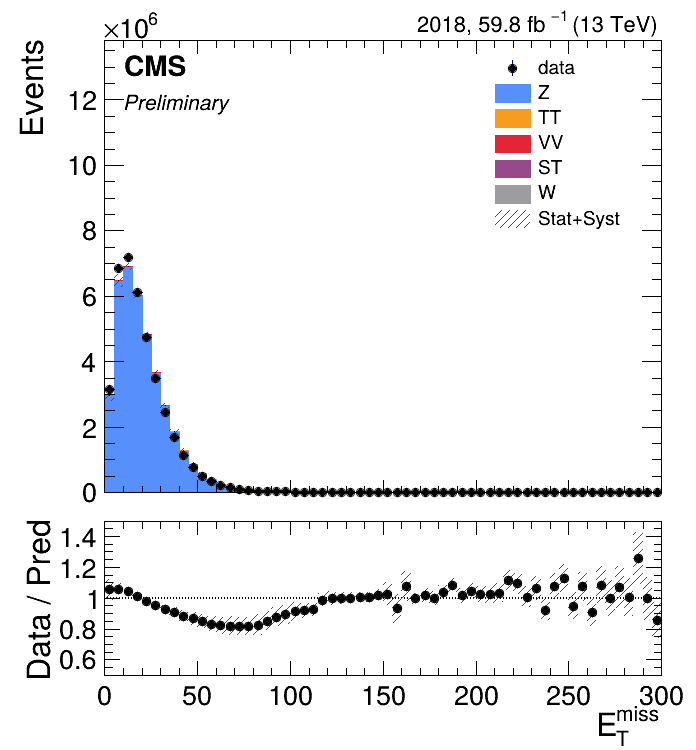 ×10⁶
2018, 59.8 fb⁻¹ (13 TeV)
CMS
Preliminary
data
Z
TT
VV
ST
W
Stat+Syst
Events
12
10
8
6
4
2
0
Data / Pred
1.4
1.2
1
0.8
0.6
0 50 100 150 200 250 300
E_T^miss